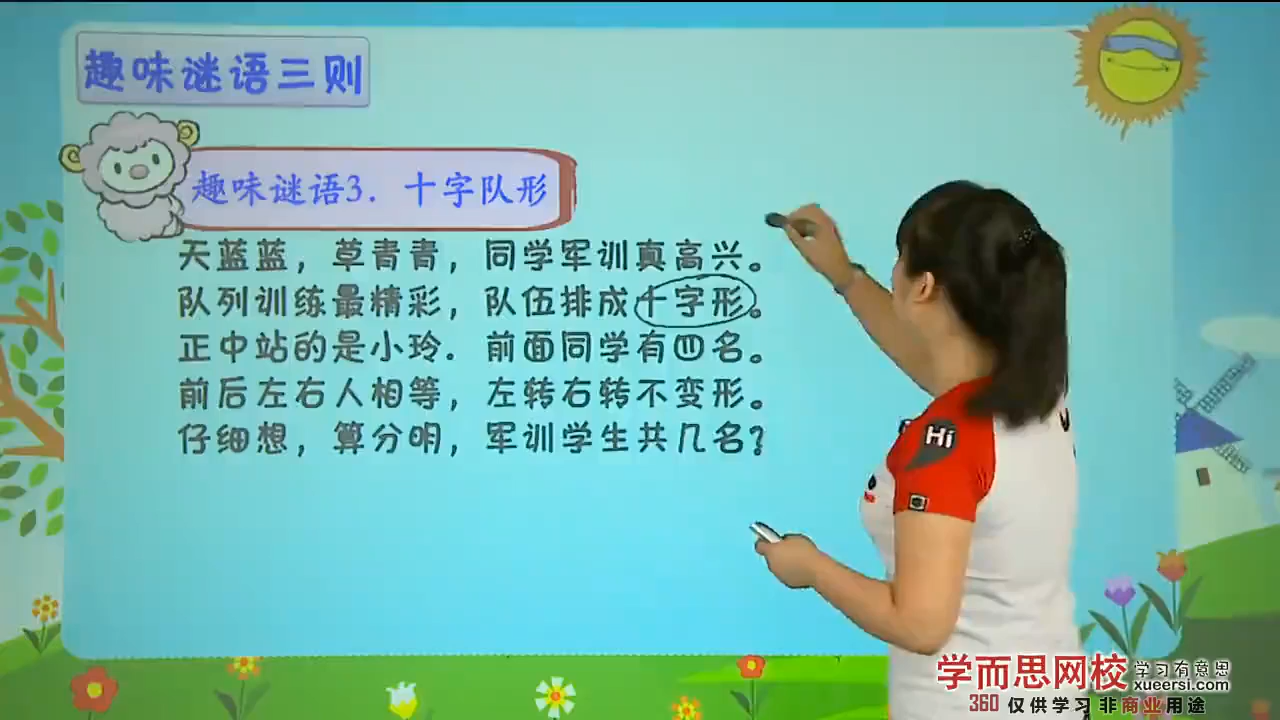 趣味谜语三则
趣味谜语3. 十字队形
天蓝蓝，草青青，同学军训真高兴。
队列训练最精彩，队伍排成十字形。
正中站的是小玲. 前面同学有四名。
前后左右人相等，左转右转不变形。
仔细想，算分明，军训学生共几名？
Hi
学而思网校 学习有意思
xueersi.com
360 仅供学习 非商业用途